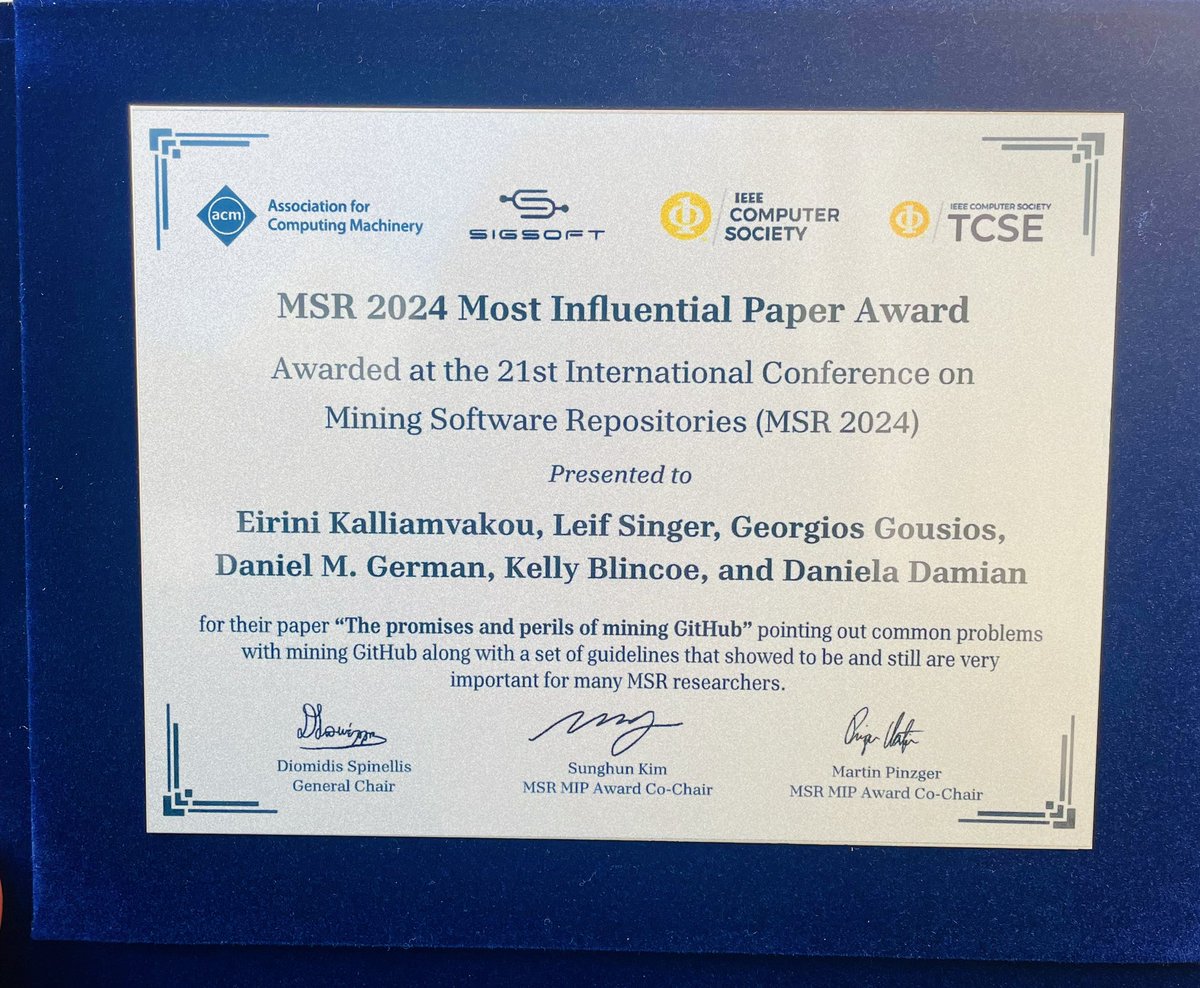 acm
Association for
Computing Machinery
SIGSOFT
IEEE
COMPUTER
SOCIETY
IEEE COMPUTER SOCIETY
TCSE
MSR 2024 Most Influential Paper Award
Awarded at the 21st International Conference on
Mining Software Repositories (MSR 2024)
Presented to
Eirini Kalliamvakou, Leif Singer, Georgios Gousios,
Daniel M. German, Kelly Blincoe, and Daniela Damian
for their paper “The promises and perils of mining GitHub” pointing out common problems
with mining GitHub along with a set of guidelines that showed to be and still are very
important for many MSR researchers.
Diomidis Spinellis
General Chair
Sunghun Kim
MSR MIP Award Co-Chair
Martin Pinzger
MSR MIP Award Co-Chair